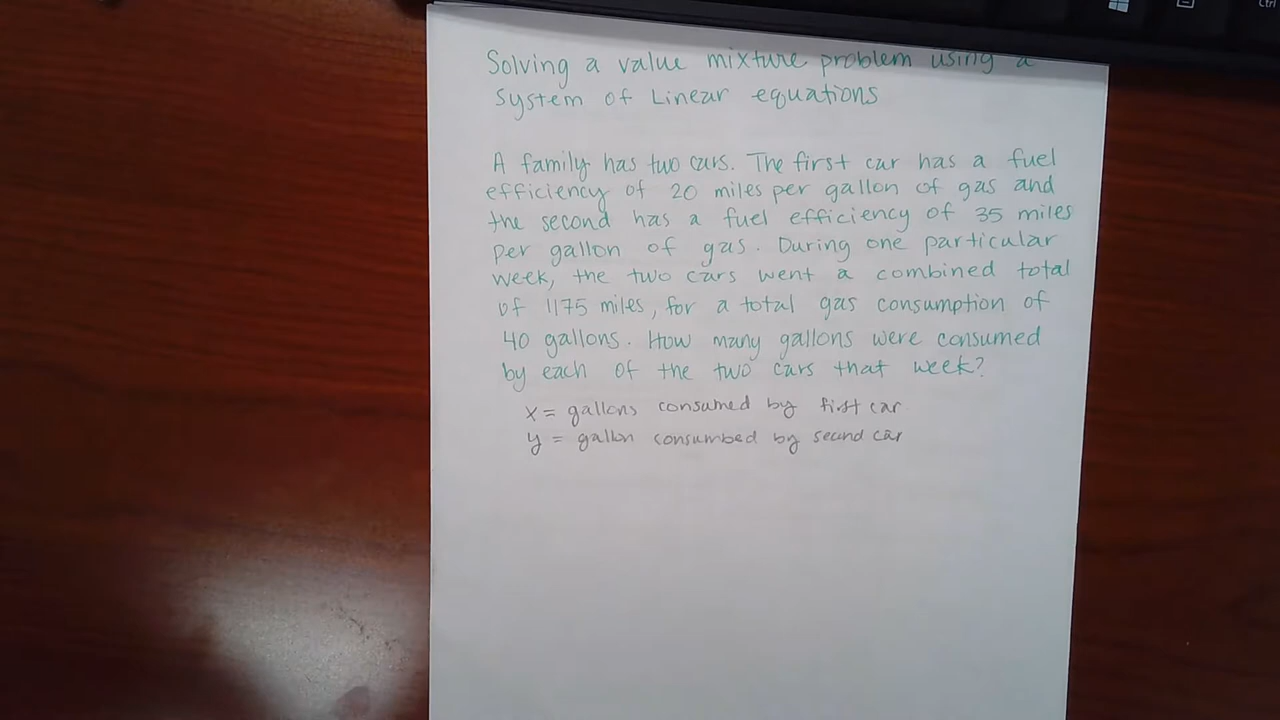 Solving a value mixture problem using a
System of Linear equations
A family has two cars. The first car has a fuel
efficiency of 20 miles per gallon of gas and
the second has a fuel efficiency of 35 miles
per gallon of gas. During one particular
week, the two cars went a combined total
of 1175 miles, for a total gas consumption of
40 gallons. How many gallons were consumed
by each of the two cars that week?
x = gallons consumed by first car
y = gallon consumbed by second car
Ctrl